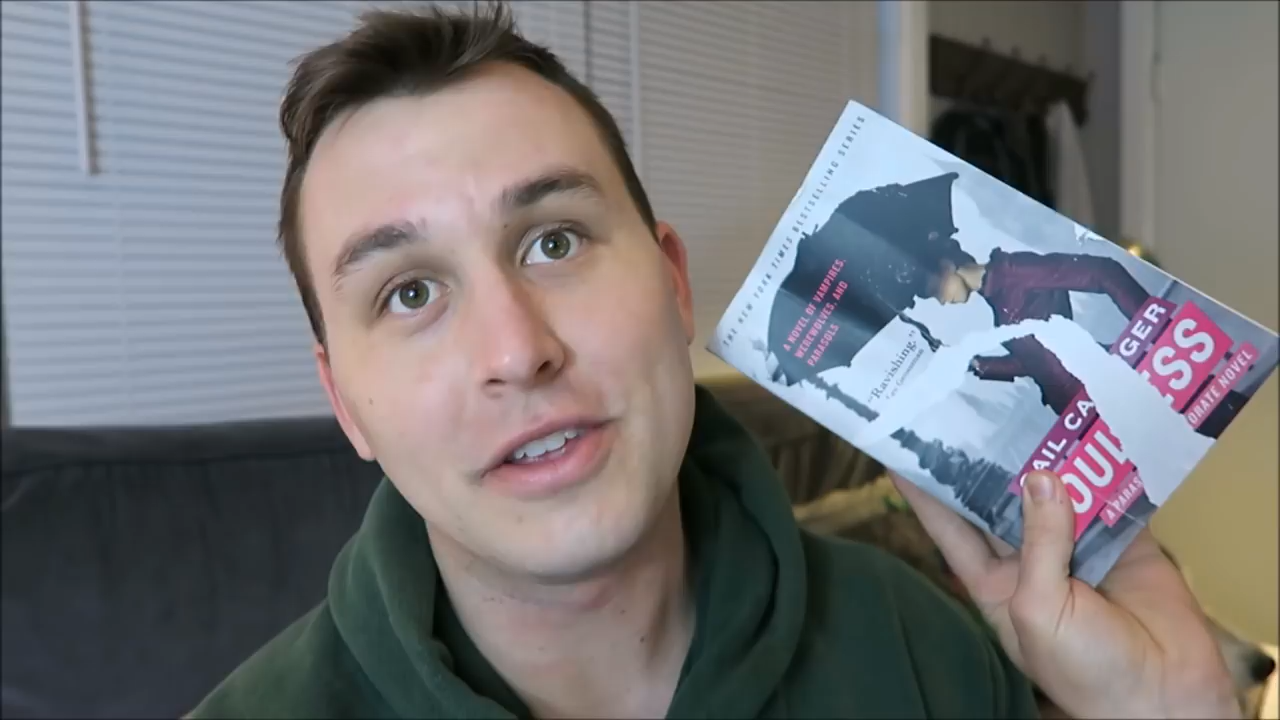 THE NEW YORK TIMES BESTSELLING SERIES
A NOVEL OF VAMPIRES,
WEREWOLVES, AND
PARASOLS
“Ravishing.”
GAIL CA GER
OUL ESS
A PARAS ORATE NOVEL